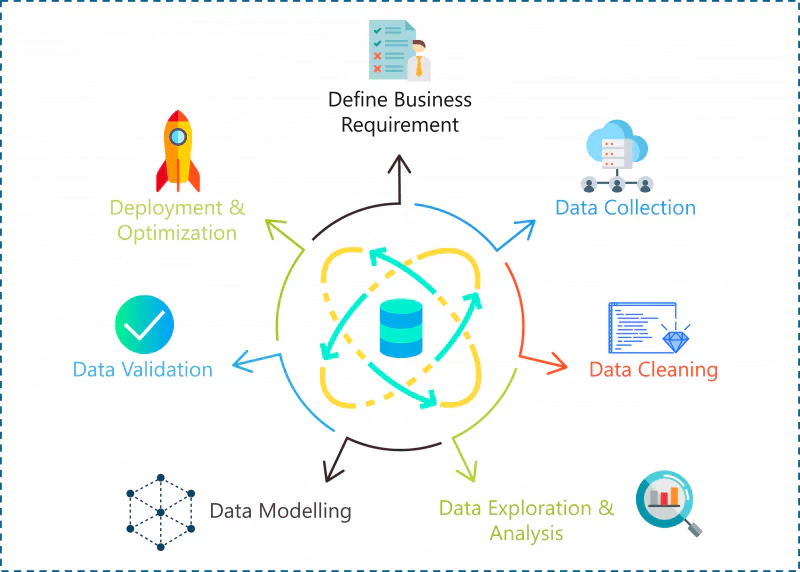 Define Business
Requirement
Data Collection
Data Cleaning
Data Exploration &
Analysis
Data Modelling
Data Validation
Deployment &
Optimization